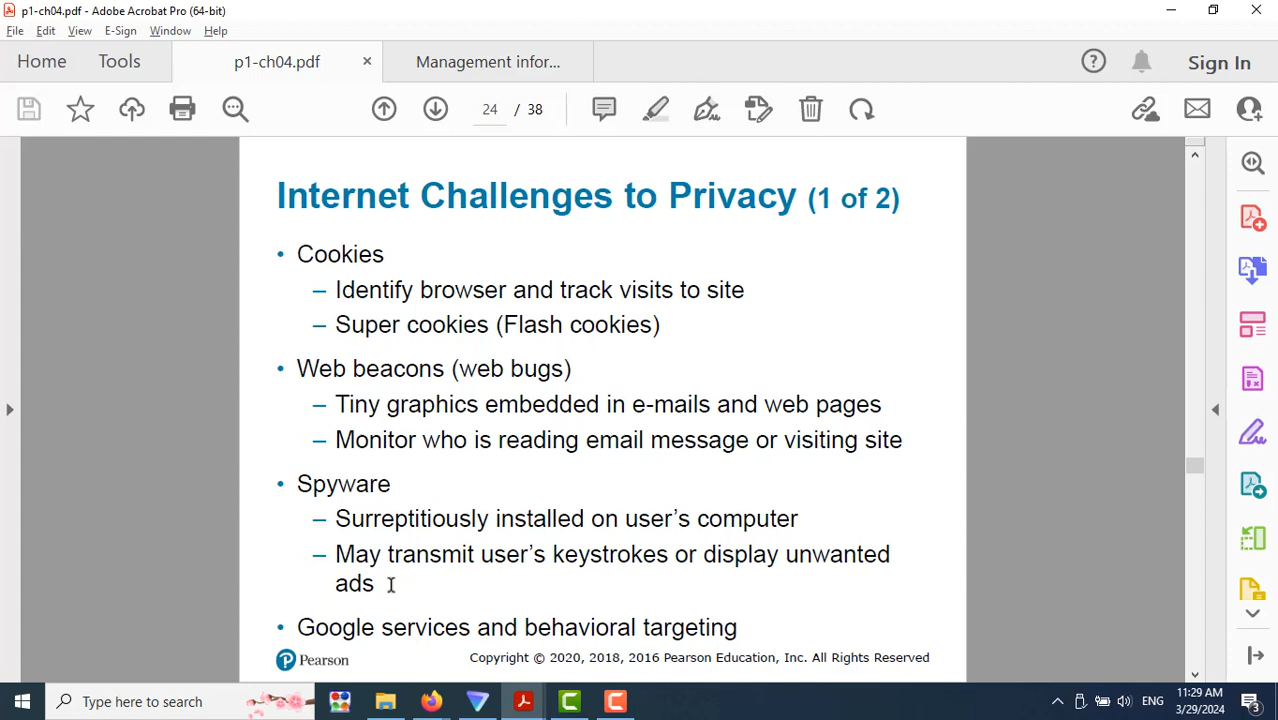 p1-ch04.pdf - Adobe Acrobat Pro (64-bit)
File Edit View E-Sign Window Help
Home Tools p1-ch04.pdf × Management infor... Sign In
24 / 38
Internet Challenges to Privacy (1 of 2)
• Cookies
– Identify browser and track visits to site
– Super cookies (Flash cookies)
• Web beacons (web bugs)
– Tiny graphics embedded in e-mails and web pages
– Monitor who is reading email message or visiting site
• Spyware
– Surreptitiously installed on user's computer
– May transmit user's keystrokes or display unwanted
ads
• Google services and behavioral targeting
Pearson Copyright © 2020, 2018, 2016 Pearson Education, Inc. All Rights Reserved
Type here to search
ENG
11:29 AM
3/29/2024
3